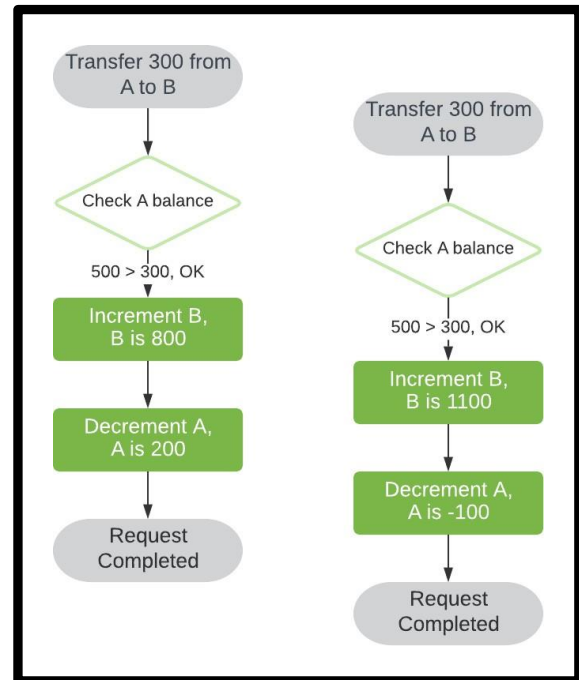 Transfer 300 from
A to B
Check A balance
500 > 300, OK
Increment B,
B is 800
Decrement A,
A is 200
Request
Completed
Transfer 300 from
A to B
Check A balance
500 > 300, OK
Increment B,
B is 1100
Decrement A,
A is -100
Request
Completed